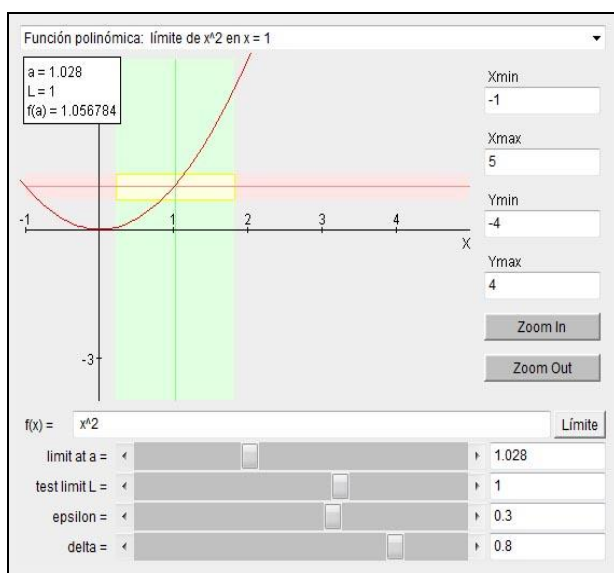 Función polinómica: límite de x^2 en x = 1
a = 1.028
L = 1
f(a) = 1.056784
-1
1
2
3
4
X
-3
Xmin
-1
Xmax
5
Ymin
-4
Ymax
4
Zoom In
Zoom Out
f(x) = x^2 Límite
limit at a = 1.028
test limit L = 1
epsilon = 0.3
delta = 0.8